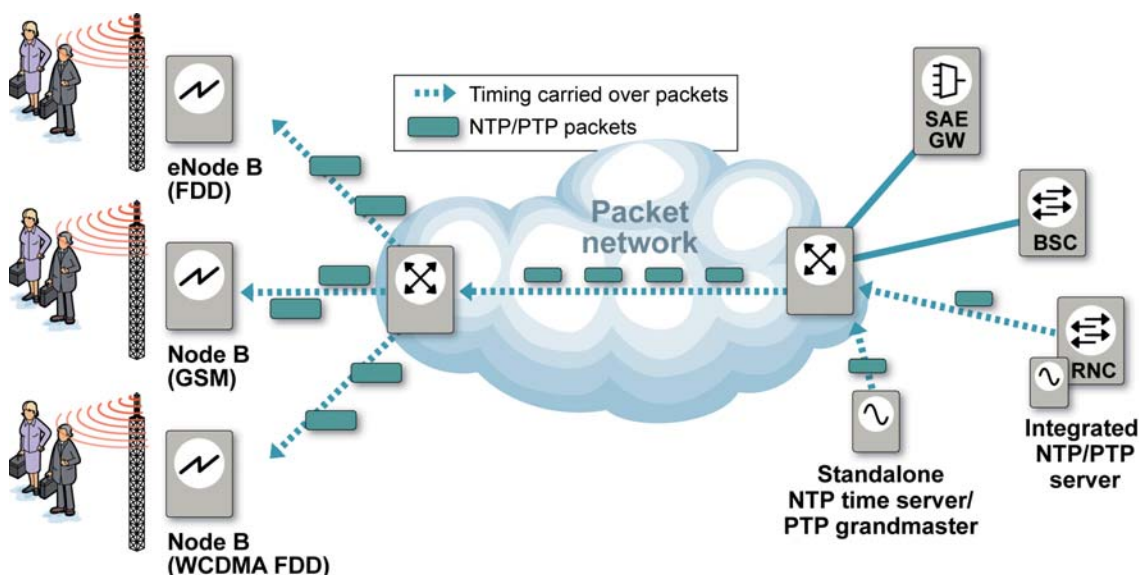 Timing carried over packets
NTP/PTP packets
SAE
GW
eNode B
(FDD)
Packet
network
BSC
Node B
(GSM)
RNC
Integrated
NTP/PTP
server
Standalone
NTP time server/
PTP grandmaster
Node B
(WCDMA FDD)